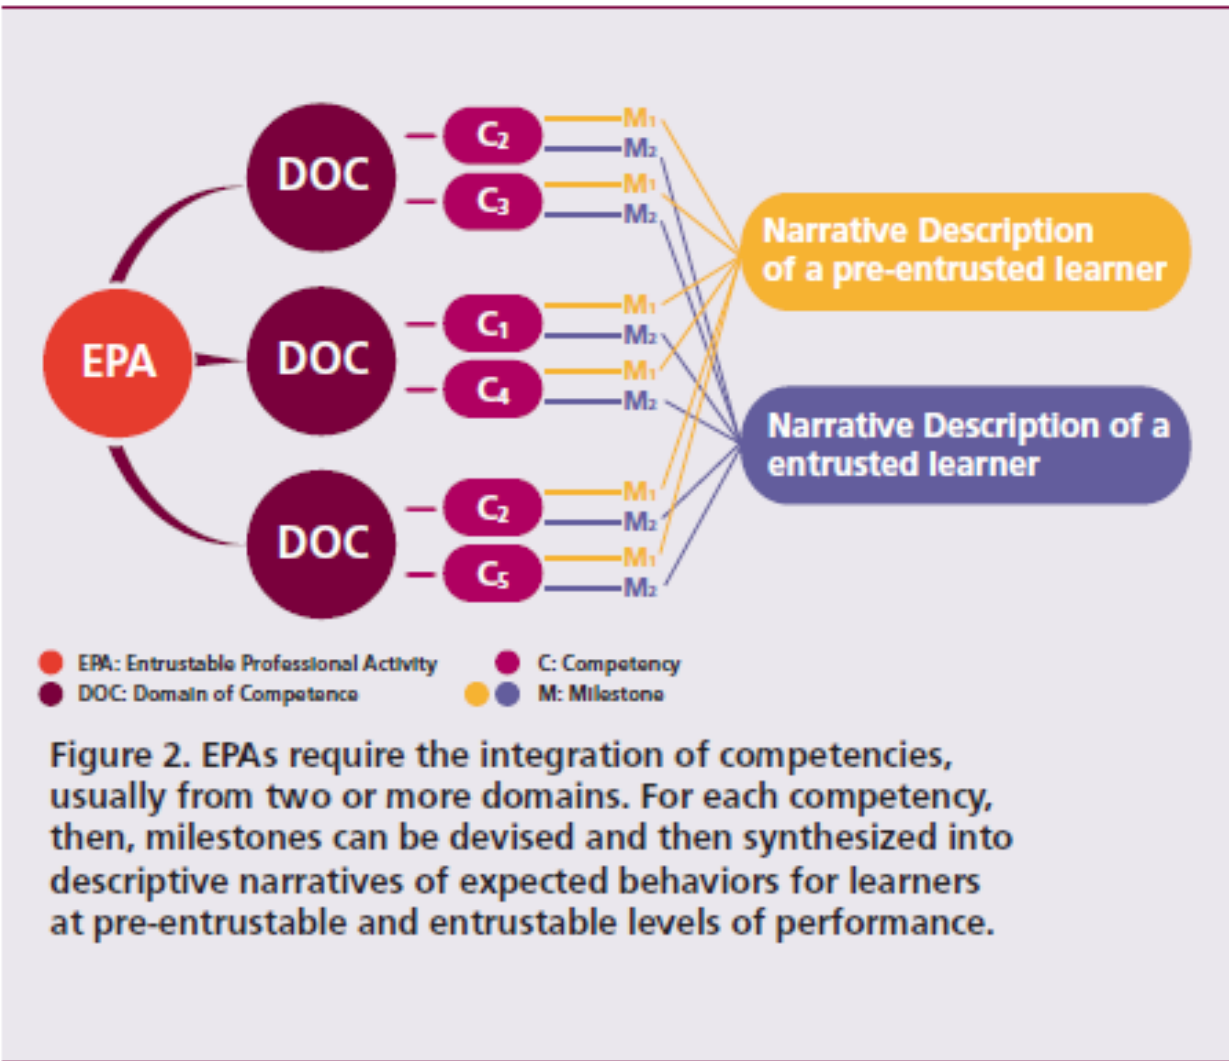 EPA
DOC
C2
M1
M2
C3
M1
M2
DOC
C1
M1
M2
C4
M1
M2
DOC
C2
M1
M2
C5
M1
M2
Narrative Description
of a pre-entrusted learner
Narrative Description of a
entrusted learner
EPA: Entrustable Professional Activity
C: Competency
DOC: Domain of Competence
M: Milestone
Figure 2. EPAs require the integration of competencies,
usually from two or more domains. For each competency,
then, milestones can be devised and then synthesized into
descriptive narratives of expected behaviors for learners
at pre-entrustable and entrustable levels of performance.